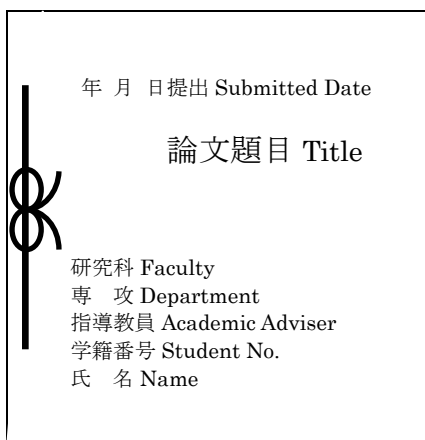 年 月 日提出 Submitted Date
論文題目 Title
研究科 Faculty
専　攻 Department
指導教員 Academic Adviser
学籍番号 Student No.
氏　名 Name